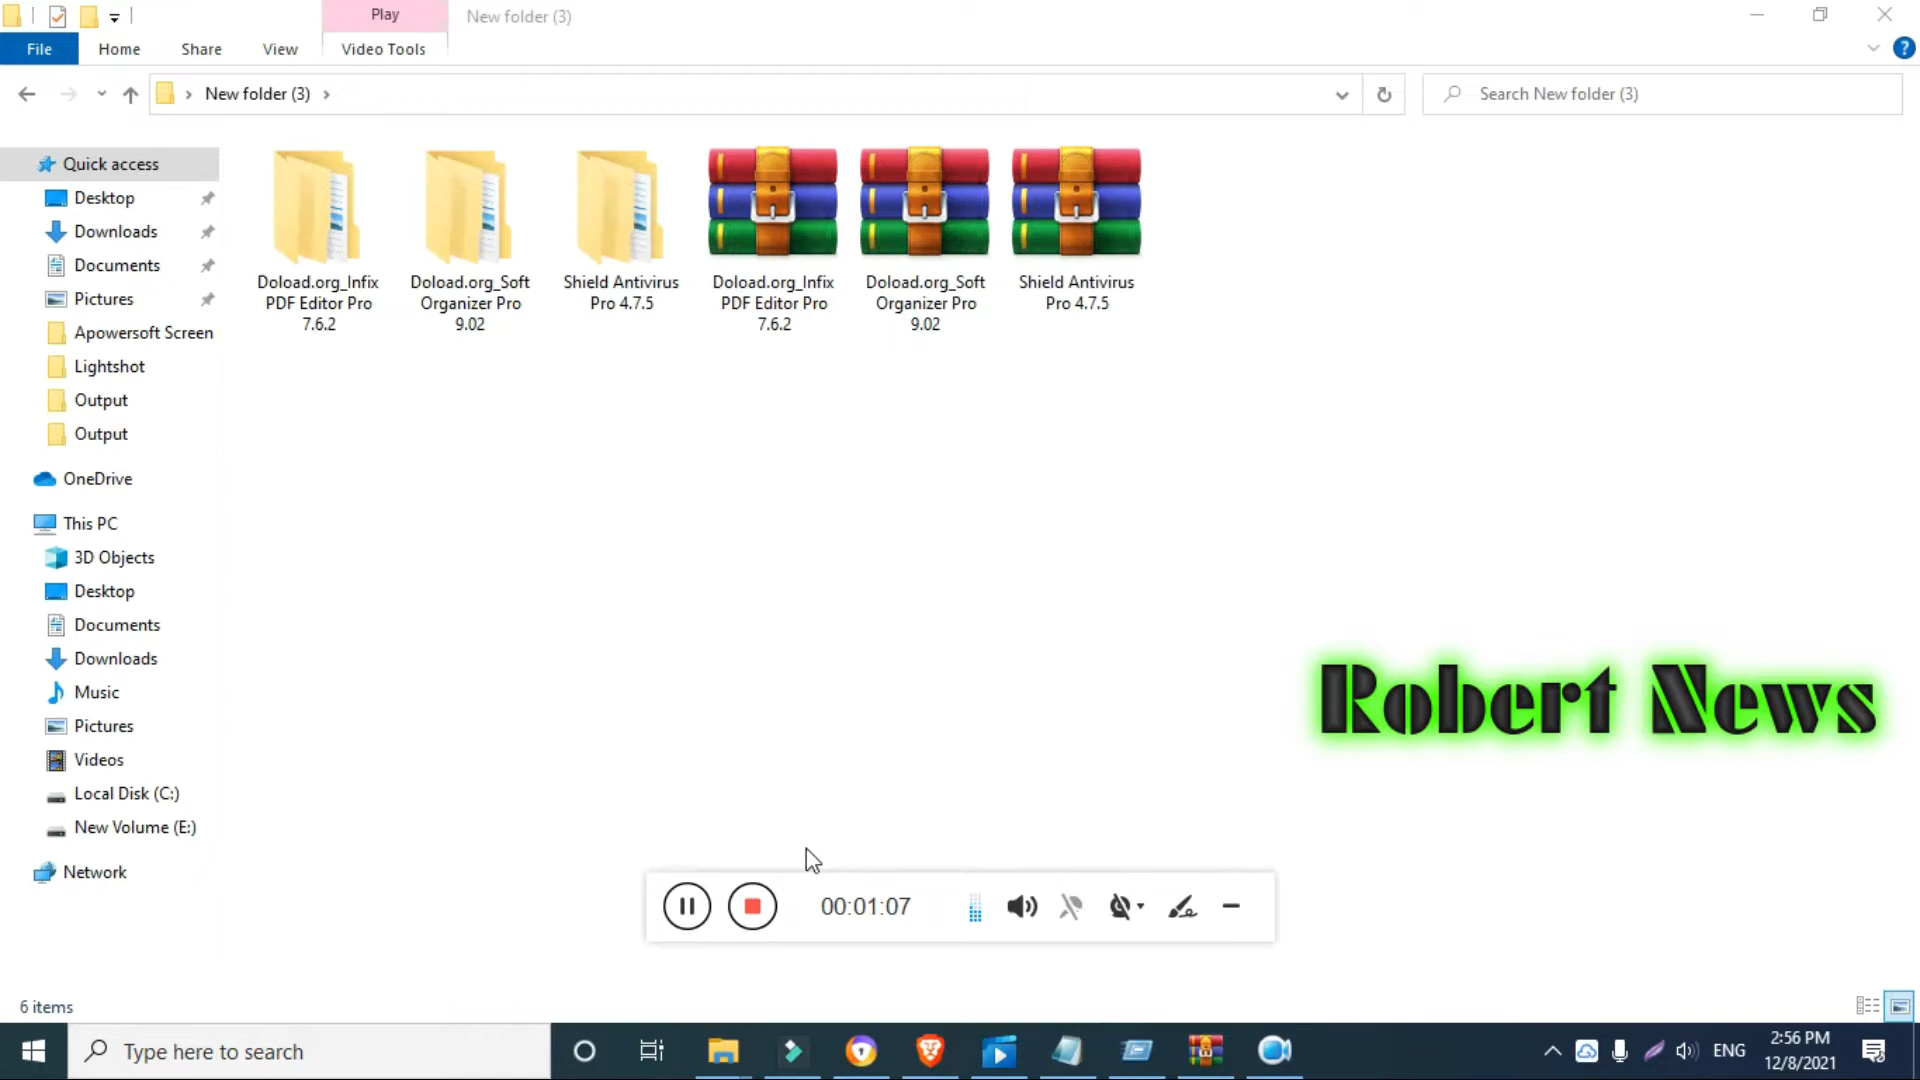 Play
New folder (3)
File
Home
Share
View
Video Tools
New folder (3)
Search New folder (3)
Quick access
Desktop
Downloads
Documents
Pictures
Apowersoft Screen
Lightshot
Output
Output
OneDrive
This PC
3D Objects
Desktop
Documents
Downloads
Music
Pictures
Videos
Local Disk (C:)
New Volume (E:)
Network
Doload.org_Infix
PDF Editor Pro
7.6.2
Doload.org_Soft
Organizer Pro
9.02
Shield Antivirus
Pro 4.7.5
Doload.org_Infix
PDF Editor Pro
7.6.2
Doload.org_Soft
Organizer Pro
9.02
Shield Antivirus
Pro 4.7.5
Robert News
00:01:07
6 items
Type here to search
ENG
2:56 PM
12/8/2021